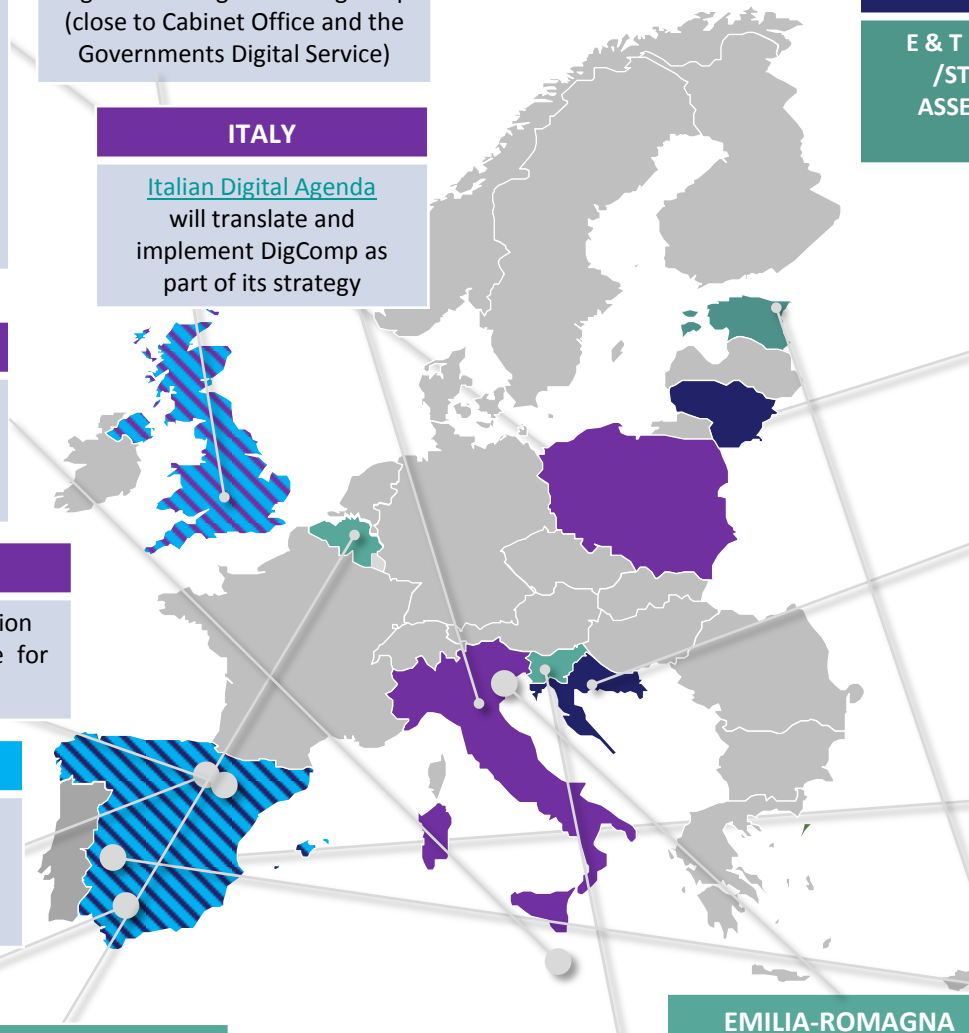 (close to Cabinet Office and the
Governments Digital Service)
E & T
/ST
ASSE
ITALY
Italian Digital Agenda
will translate and
implement DigComp as
part of its strategy
for
EMILIA-ROMAGNA